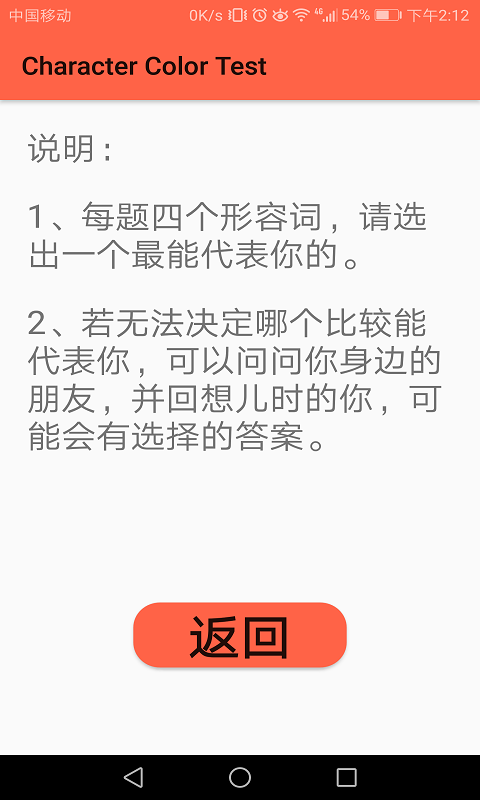 中国移动 0K/s 4G 54% 下午2:12
Character Color Test
说明：
1、每题四个形容词，请选
出一个最能代表你的。
2、若无法决定哪个比较能
代表你，可以问问你身边的
朋友，并回想儿时的你，可
能会有选择的答案。
返回